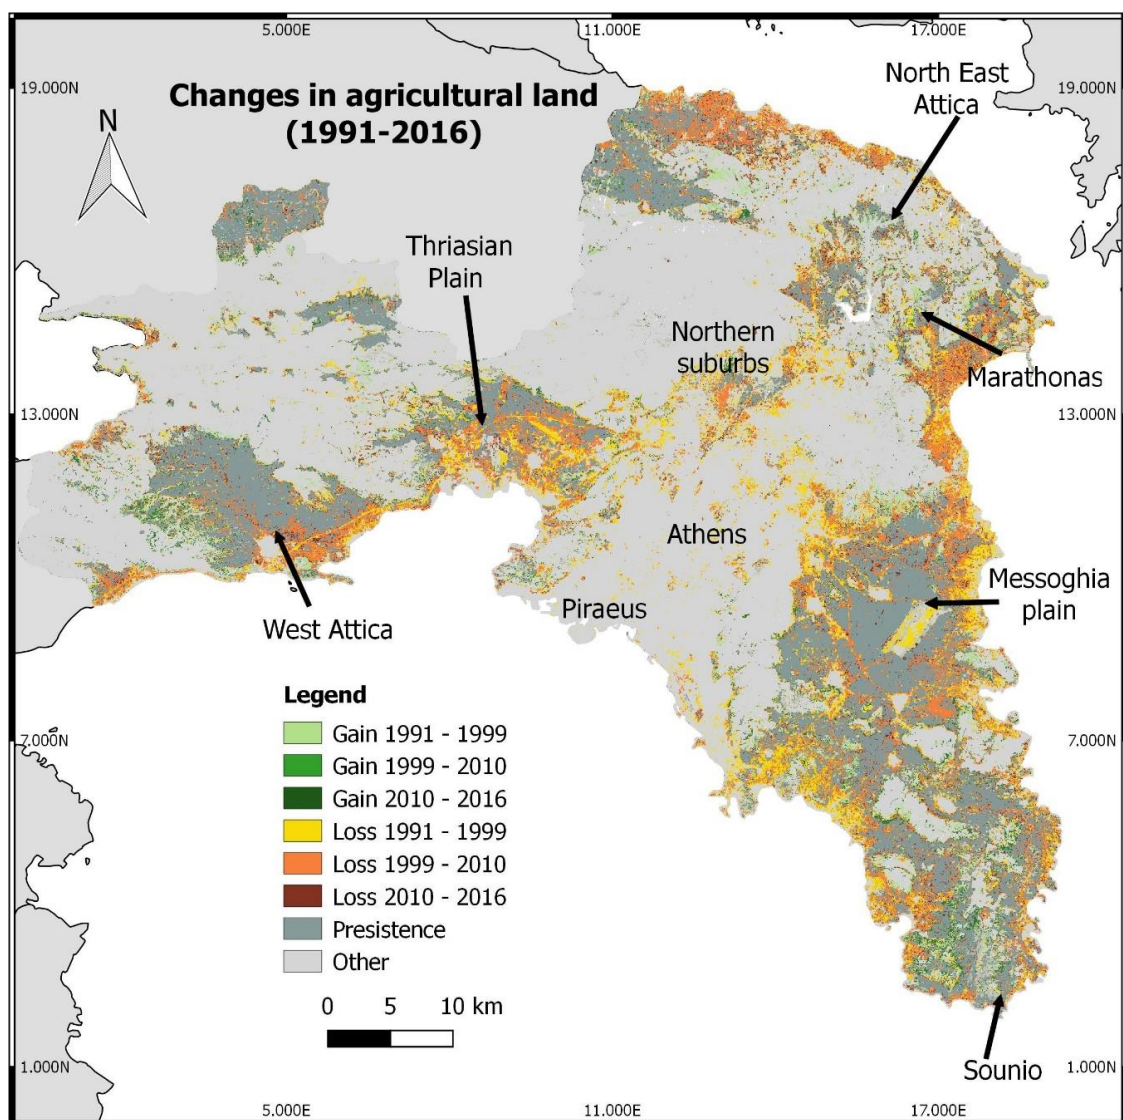 5.000E
11.000E
17.000E
19.000N
19.000N
Changes in agricultural land
(1991-2016)
North East
Attica
N
Thriasian
Plain
Northern
suburbs
Marathonas
13.000N
13.000N
Athens
Messoghia
plain
Piraeus
West Attica
Legend
Gain 1991 - 1999
Gain 1999 - 2010
Gain 2010 - 2016
Loss 1991 - 1999
Loss 1999 - 2010
Loss 2010 - 2016
Presistence
Other
7.000N
7.000N
0 5 10 km
Sounio
1.000N
1.000N
5.000E
11.000E
17.000E